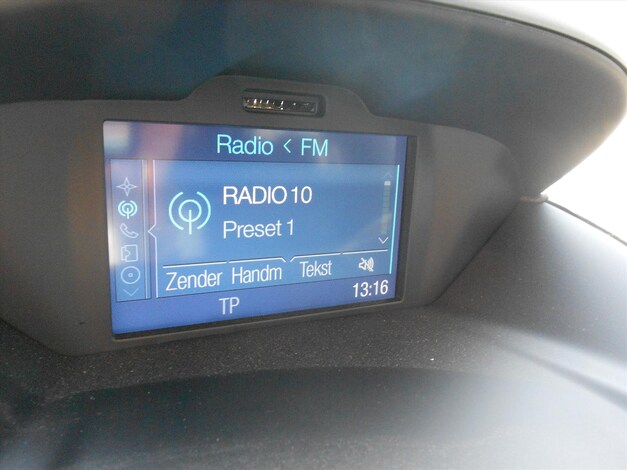 Radio < FM
RADIO 10
Preset 1
Zender Handm Tekst
13:16
TP